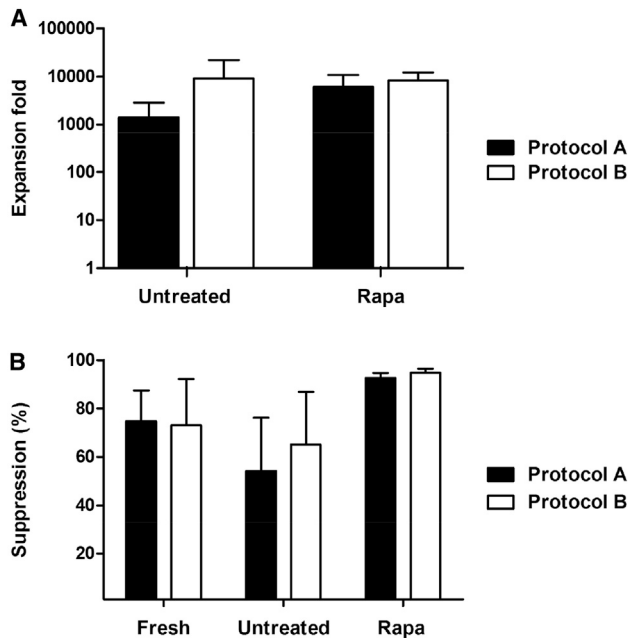 A
Expansion fold
100000
10000
1000
100
10
1
Untreated
Rapa
Protocol A
Protocol B
B
Suppression (%)
100
80
60
40
20
Fresh
Untreated
Rapa
Protocol A
Protocol B